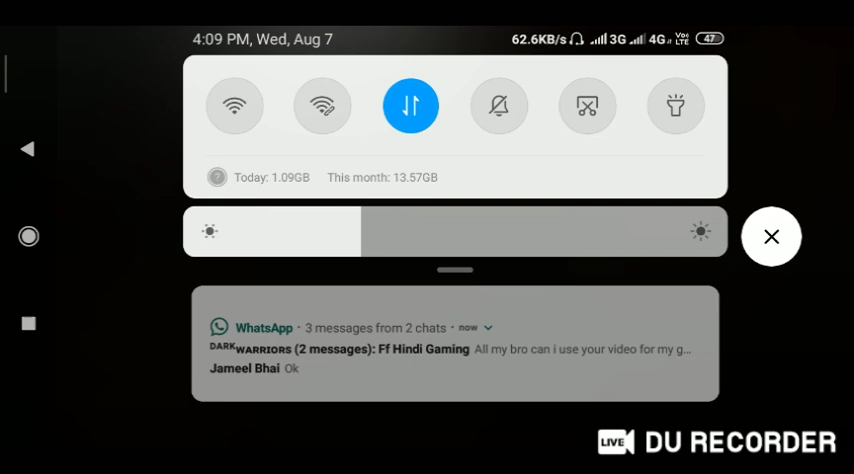 4:09 PM, Wed, Aug 7 62.6KB/s 3G 4G Vo) LTE 47
Today: 1.09GB This month: 13.57GB
WhatsApp · 3 messages from 2 chats · now
DARKWARRIORS (2 messages): Ff Hindi Gaming All my bro can i use your video for my g...
Jameel Bhai Ok
LIVE DU RECORDER